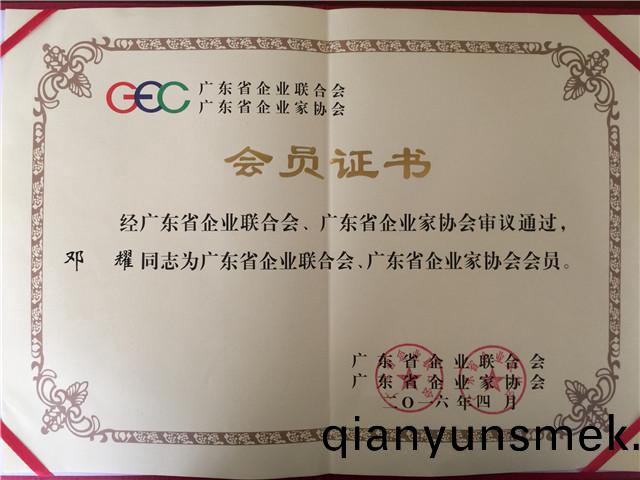 GEC 广东省企业联合会
广东省企业家协会
会员证书
经广东省企业联合会、广东省企业家协会审议通过，
邓 耀 同志为广东省企业联合会、广东省企业家协会会员。
广东省企业联合会
广东省企业家协会
二〇一六年四月
qianyunsmek.